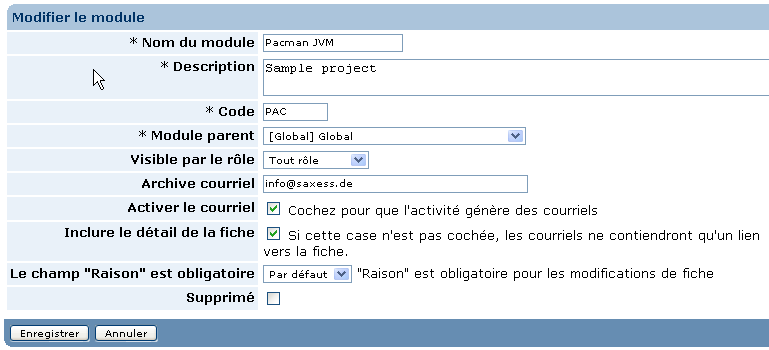 Modifier le module
* Nom du module Pacman JVM
* Description Sample project
* Code PAC
* Module parent [Global] Global
Visible par le rôle Tout rôle
Archive courriel info@saxess.de
Activer le courriel Cochez pour que l'activité génère des courriels
Inclure le détail de la fiche Si cette case n'est pas cochée, les courriels ne contiendront qu'un lien
vers la fiche.
Le champ "Raison" est obligatoire Par défaut "Raison" est obligatoire pour les modifications de fiche
Supprimé
Enregistrer Annuler